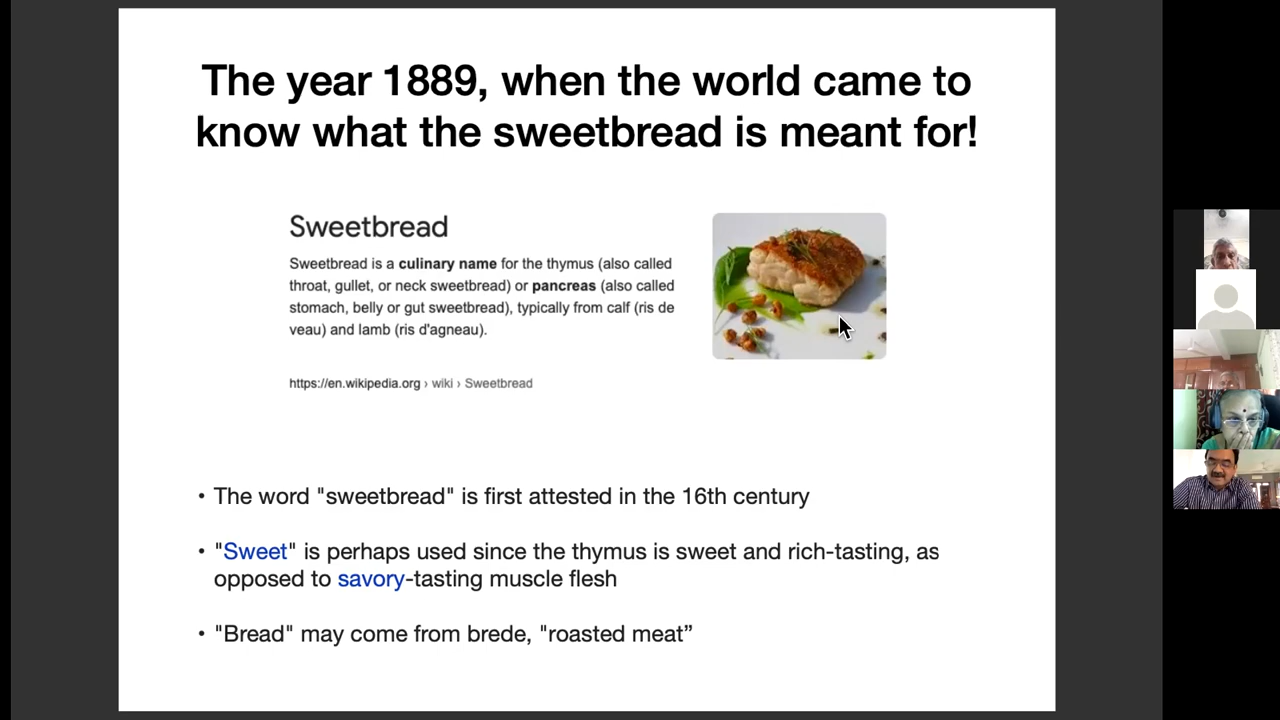 The year 1889, when the world came to
know what the sweetbread is meant for!
Sweetbread
Sweetbread is a culinary name for the thymus (also called
throat, gullet, or neck sweetbread) or pancreas (also called
stomach, belly or gut sweetbread), typically from calf (ris de
veau) and lamb (ris d'agneau).
https://en.wikipedia.org › wiki › Sweetbread
• The word "sweetbread" is first attested in the 16th century
• "Sweet" is perhaps used since the thymus is sweet and rich-tasting, as
opposed to savory-tasting muscle flesh
• "Bread" may come from brede, "roasted meat”